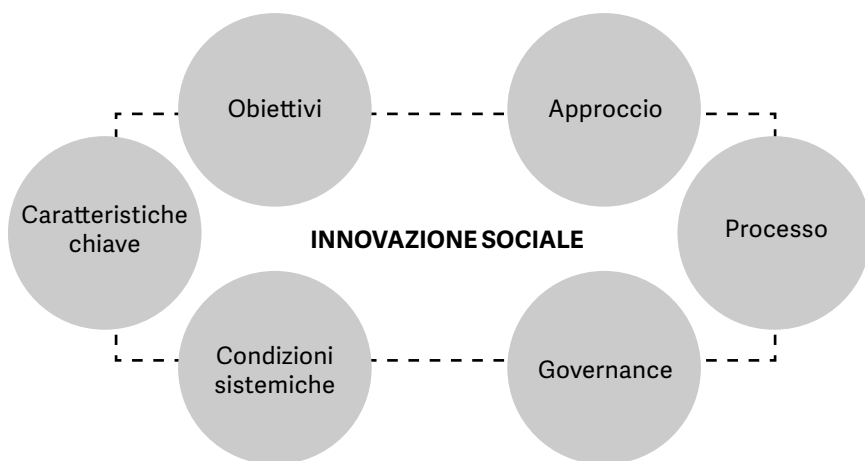 Obiettivi
Approccio
Caratteristiche
chiave
INNOVAZIONE SOCIALE
Processo
Condizioni
sistemiche
Governance